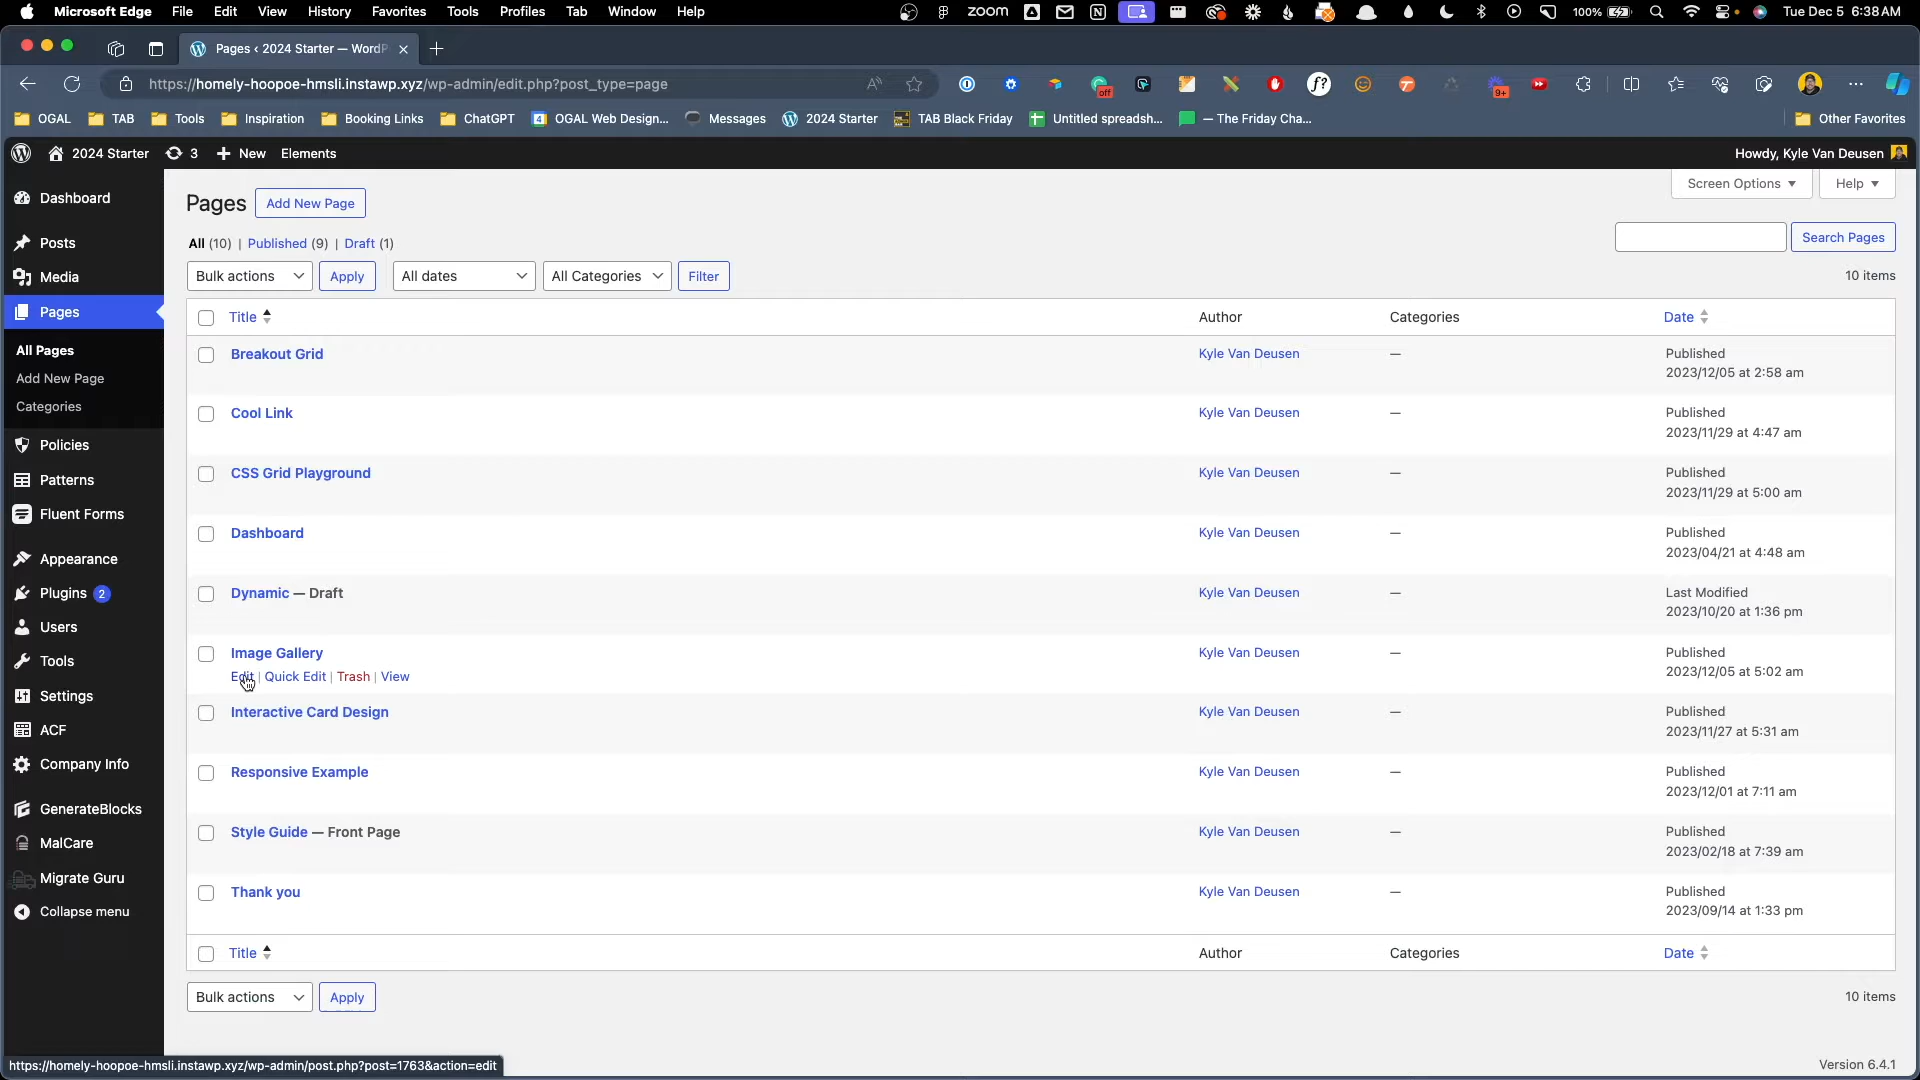 Microsoft Edge File Edit View History Favorites Tools Profiles Tab Window Help zoom 100% Tue Dec 5 6:38 AM
Pages ‹ 2024 Starter — WordP
https://homely-hoopoe-hmsli.instawp.xyz/wp-admin/edit.php?post_type=page off f? 9+
OGAL TAB Tools Inspiration Booking Links ChatGPT 4 OGAL Web Design... Messages 2024 Starter TAB Black Friday Untitled spreadsh... — The Friday Cha... Other Favorites
2024 Starter 3 New Elements Howdy, Kyle Van Deusen
Screen Options Help
Dashboard
Posts
Media
Pages
All Pages
Add New Page
Categories
Policies
Patterns
Fluent Forms
Appearance
Plugins 2
Users
Tools
Settings
ACF
Company Info
GenerateBlocks
MalCare
Migrate Guru
Collapse menu
Pages Add New Page
All (10) | Published (9) | Draft (1) Search Pages
Bulk actions Apply All dates All Categories Filter 10 items
Title Author Categories Date
Breakout Grid Kyle Van Deusen — Published
2023/12/05 at 2:58 am
Cool Link Kyle Van Deusen — Published
2023/11/29 at 4:47 am
CSS Grid Playground Kyle Van Deusen — Published
2023/11/29 at 5:00 am
Dashboard Kyle Van Deusen — Published
2023/04/21 at 4:48 am
Dynamic — Draft Kyle Van Deusen — Last Modified
2023/10/20 at 1:36 pm
Image Gallery Kyle Van Deusen — Published
Edit | Quick Edit | Trash | View 2023/12/05 at 5:02 am
Interactive Card Design Kyle Van Deusen — Published
2023/11/27 at 5:31 am
Responsive Example Kyle Van Deusen — Published
2023/12/01 at 7:11 am
Style Guide — Front Page Kyle Van Deusen — Published
2023/02/18 at 7:39 am
Thank you Kyle Van Deusen — Published
2023/09/14 at 1:33 pm
Title Author Categories Date
Bulk actions Apply 10 items
https://homely-hoopoe-hmsli.instawp.xyz/wp-admin/post.php?post=1763&action=edit Version 6.4.1